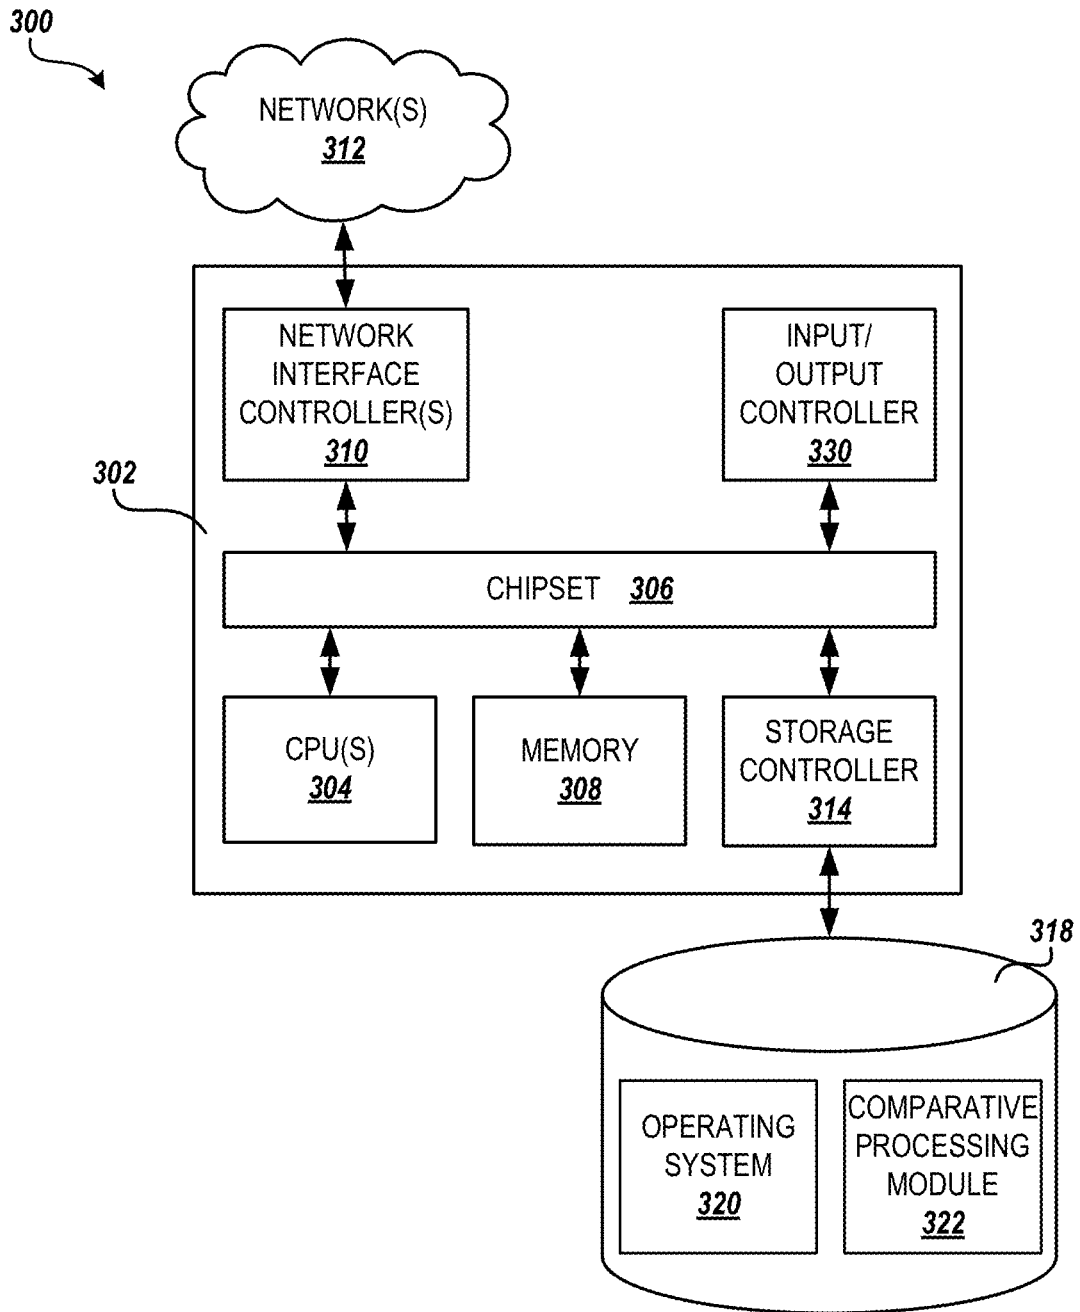 300
NETWORK(S)
312
NETWORK
INTERFACE
CONTROLLER(S)
310
INPUT/
OUTPUT
CONTROLLER
330
302
CHIPSET 306
CPU(S)
304
MEMORY
308
STORAGE
CONTROLLER
314
318
OPERATING
SYSTEM
320
COMPARATIVE
PROCESSING
MODULE
322